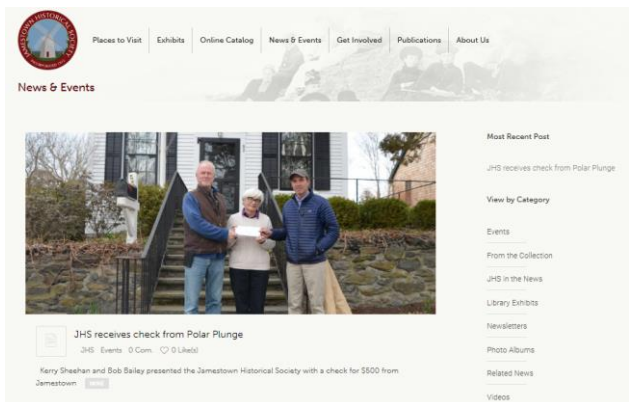 JAMESTOWN HISTORICAL SOCIETY
Places to Visit
Exhibits
Online Catalog
News & Events
Get Involved
Publications
About Us
News & Events
Most Recent Post
JHS receives check from Polar Plunge
View by Category
Events
From the Collection
JHS in the News
Library Exhibits
Newsletters
Photo Albums
Related News
Videos
JHS receives check from Polar Plunge
JHS Events 0 Com. 0 Like(s)
Kerry Sheehan and Bob Bailey presented the Jamestown Historical Society with a check for $500 from
Jamestown